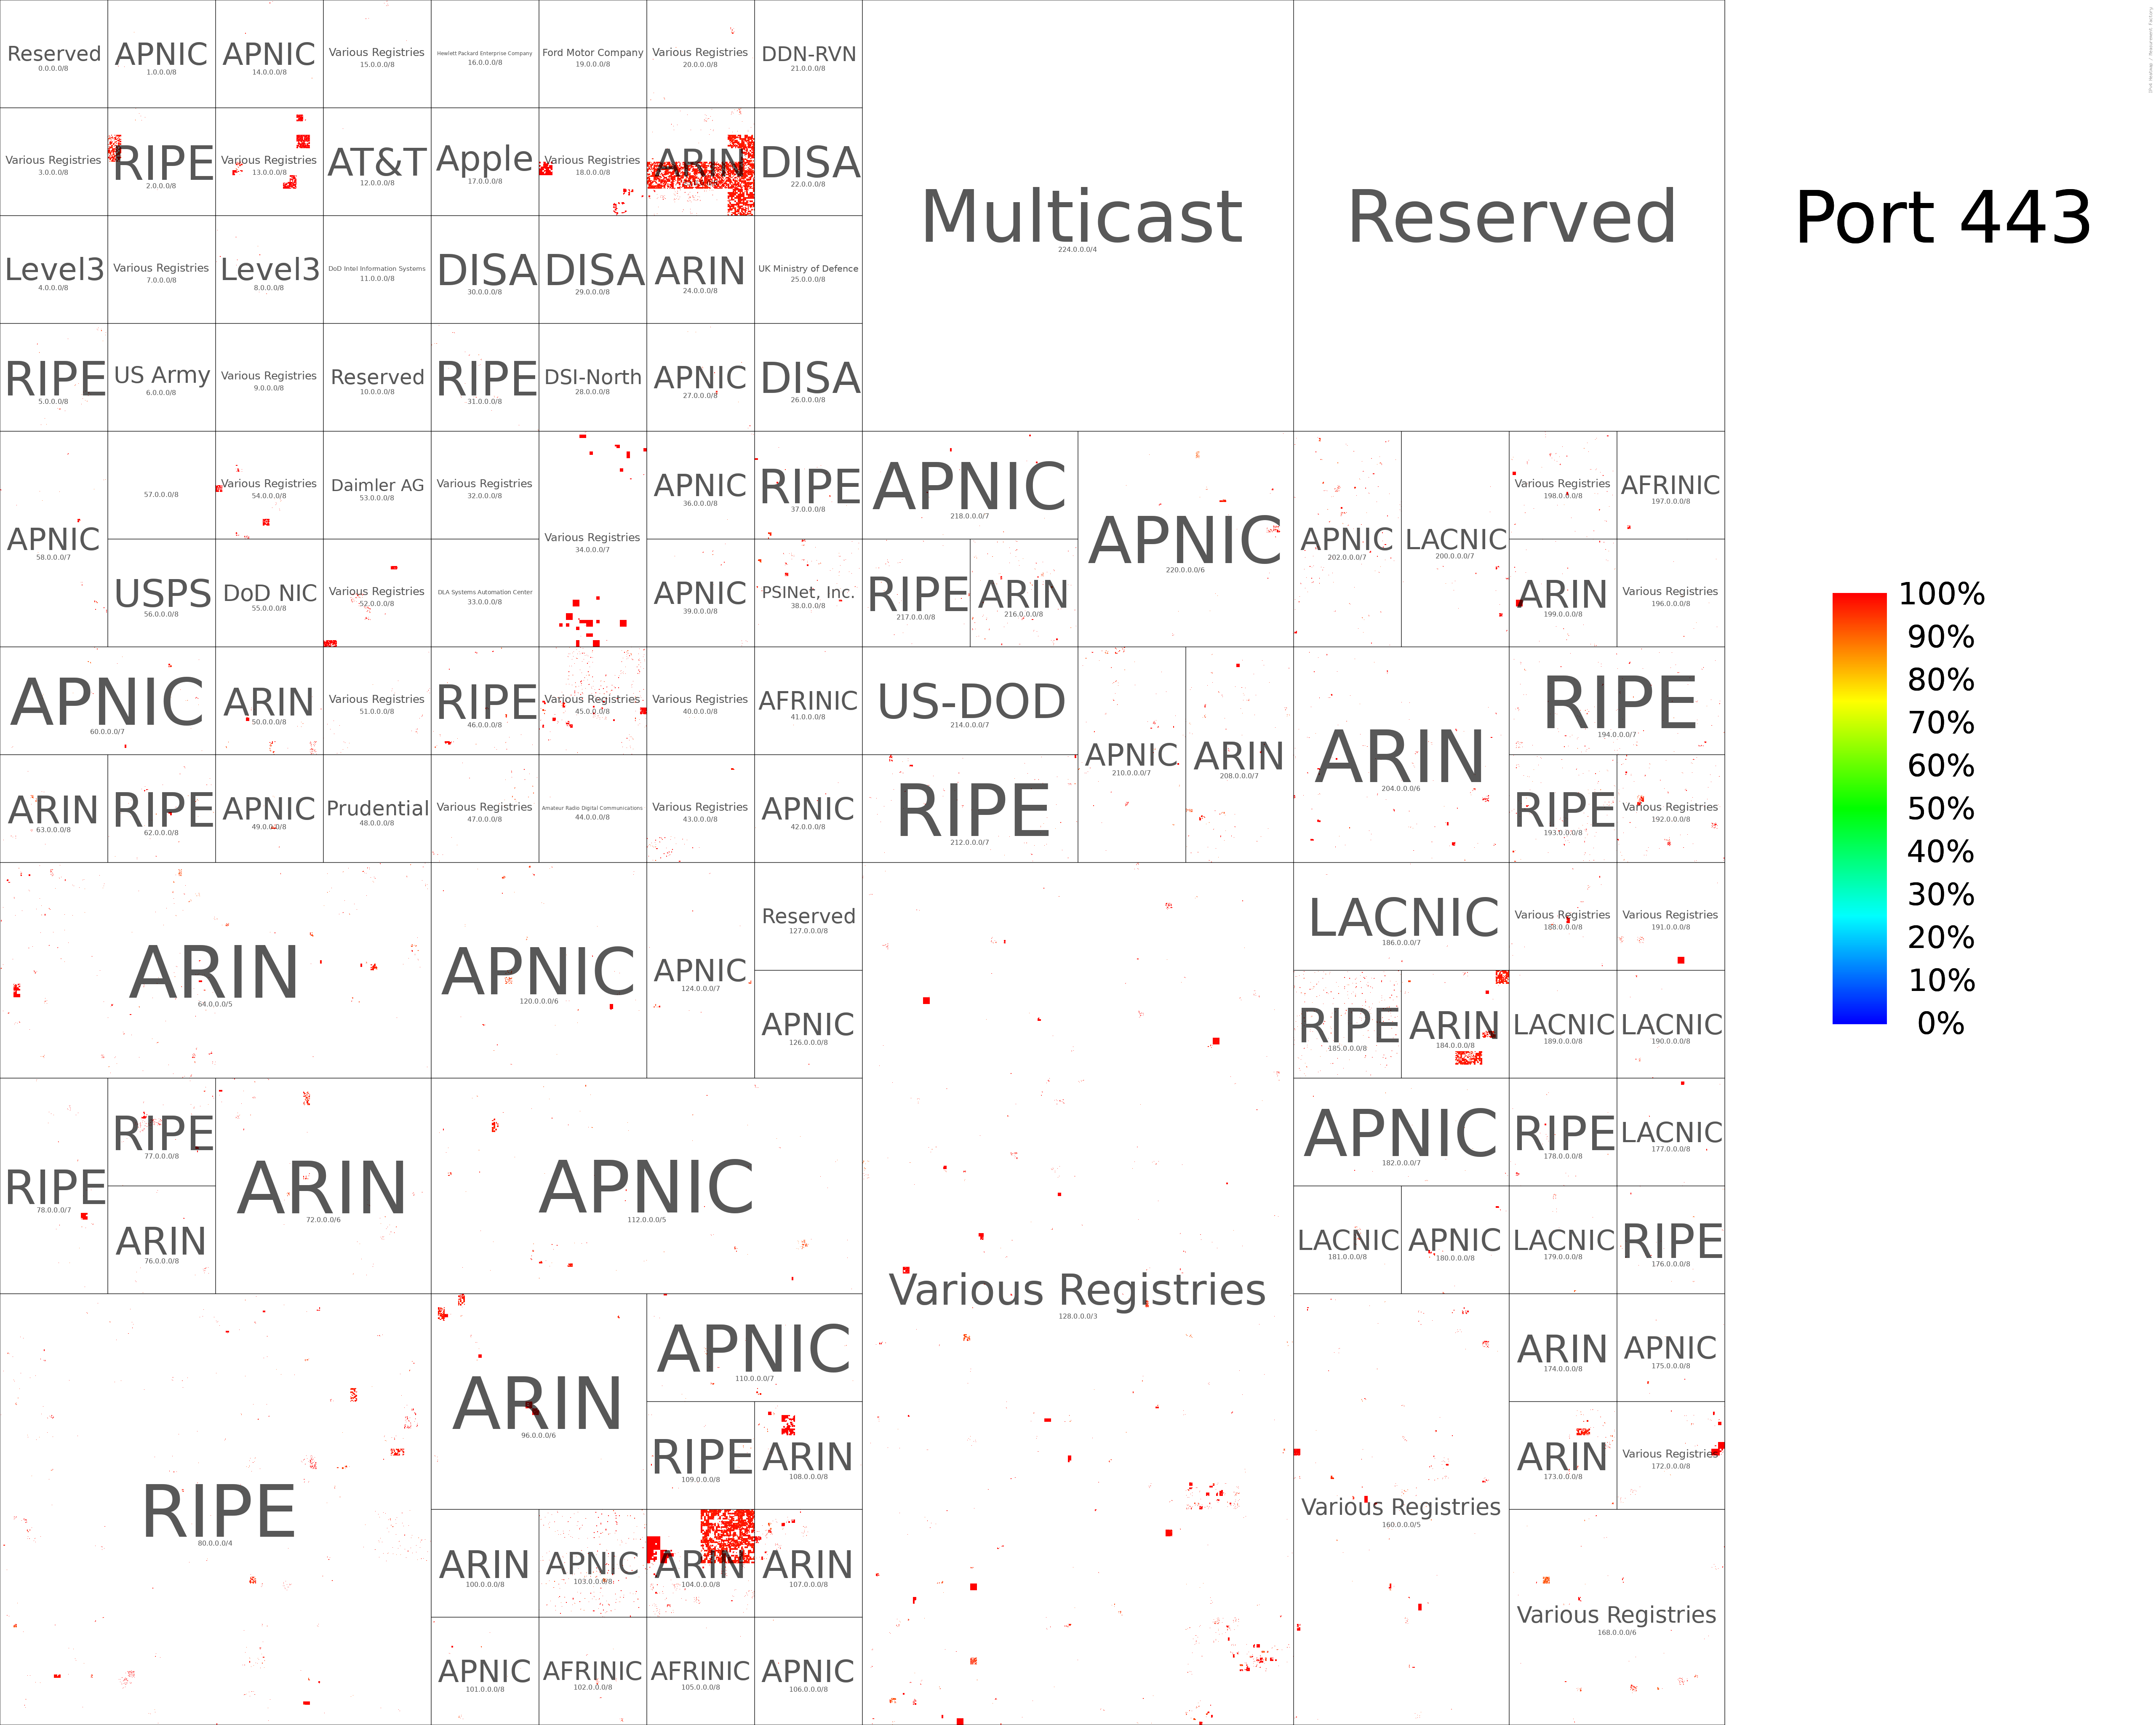 Reserved
0.0.0.0/8
APNIC
1.0.0.0/8
APNIC
14.0.0.0/8
Various Registries
15.0.0.0/8
Hewlett Packard Enterprise Company
16.0.0.0/8
Ford Motor Company
19.0.0.0/8
Various Registries
20.0.0.0/8
DDN-RVN
21.0.0.0/8
Various Registries
3.0.0.0/8
RIPE
2.0.0.0/8
Various Registries
13.0.0.0/8
AT&T
12.0.0.0/8
Apple
17.0.0.0/8
Various Registries
18.0.0.0/8
ARIN
DISA
22.0.0.0/8
Level3
4.0.0.0/8
Various Registries
7.0.0.0/8
Level3
8.0.0.0/8
DoD Intel Information Systems
11.0.0.0/8
DISA
30.0.0.0/8
DISA
29.0.0.0/8
ARIN
24.0.0.0/8
UK Ministry of Defence
25.0.0.0/8
RIPE
5.0.0.0/8
US Army
6.0.0.0/8
Various Registries
9.0.0.0/8
Reserved
10.0.0.0/8
RIPE
31.0.0.0/8
DSI-North
28.0.0.0/8
APNIC
27.0.0.0/8
DISA
26.0.0.0/8
Multicast
224.0.0.0/4
Reserved
Port 443
APNIC
58.0.0.0/7
57.0.0.0/8
Various Registries
54.0.0.0/8
Daimler AG
53.0.0.0/8
Various Registries
32.0.0.0/8
Various Registries
34.0.0.0/7
APNIC
36.0.0.0/8
RIPE
37.0.0.0/8
USPS
56.0.0.0/8
DoD NIC
55.0.0.0/8
Various Registries
52.0.0.0/8
DLA Systems Automation Center
33.0.0.0/8
APNIC
39.0.0.0/8
PSINet, Inc.
38.0.0.0/8
APNIC
218.0.0.0/7
APNIC
220.0.0.0/6
RIPE
217.0.0.0/8
ARIN
216.0.0.0/8
APNIC
202.0.0.0/7
LACNIC
200.0.0.0/7
Various Registries
198.0.0.0/8
AFRINIC
197.0.0.0/8
ARIN
199.0.0.0/8
Various Registries
196.0.0.0/8
APNIC
60.0.0.0/7
ARIN
50.0.0.0/8
Various Registries
51.0.0.0/8
RIPE
46.0.0.0/8
Various Registries
45.0.0.0/8
Various Registries
40.0.0.0/8
AFRINIC
41.0.0.0/8
ARIN
63.0.0.0/8
RIPE
62.0.0.0/8
APNIC
49.0.0.0/8
Prudential
48.0.0.0/8
Various Registries
47.0.0.0/8
Amateur Radio Digital Communications
44.0.0.0/8
Various Registries
43.0.0.0/8
APNIC
42.0.0.0/8
US-DOD
214.0.0.0/7
RIPE
212.0.0.0/7
APNIC
210.0.0.0/7
ARIN
208.0.0.0/7
ARIN
204.0.0.0/6
RIPE
194.0.0.0/7
RIPE
193.0.0.0/8
Various Registries
192.0.0.0/8
100%
90%
80%
70%
60%
50%
40%
30%
20%
10%
0%
ARIN
64.0.0.0/5
APNIC
120.0.0.0/6
APNIC
124.0.0.0/7
Reserved
127.0.0.0/8
APNIC
126.0.0.0/8
RIPE
78.0.0.0/7
RIPE
77.0.0.0/8
ARIN
76.0.0.0/8
ARIN
72.0.0.0/6
APNIC
112.0.0.0/5
Various Registries
128.0.0.0/3
LACNIC
186.0.0.0/7
Various Registries
188.0.0.0/8
Various Registries
191.0.0.0/8
RIPE
185.0.0.0/8
ARIN
184.0.0.0/8
LACNIC
189.0.0.0/8
LACNIC
190.0.0.0/8
APNIC
182.0.0.0/7
RIPE
178.0.0.0/8
LACNIC
177.0.0.0/8
LACNIC
181.0.0.0/8
APNIC
180.0.0.0/8
LACNIC
179.0.0.0/8
RIPE
176.0.0.0/8
RIPE
80.0.0.0/4
ARIN
96.0.0.0/6
APNIC
110.0.0.0/7
RIPE
109.0.0.0/8
ARIN
108.0.0.0/8
ARIN
100.0.0.0/8
APNIC
103.0.0.0/8
ARIN
104.0.0.0/8
ARIN
107.0.0.0/8
APNIC
101.0.0.0/8
AFRINIC
102.0.0.0/8
AFRINIC
105.0.0.0/8
APNIC
106.0.0.0/8
Various Registries
160.0.0.0/5
ARIN
174.0.0.0/8
APNIC
175.0.0.0/8
ARIN
173.0.0.0/8
Various Registries
172.0.0.0/8
Various Registries
168.0.0.0/6